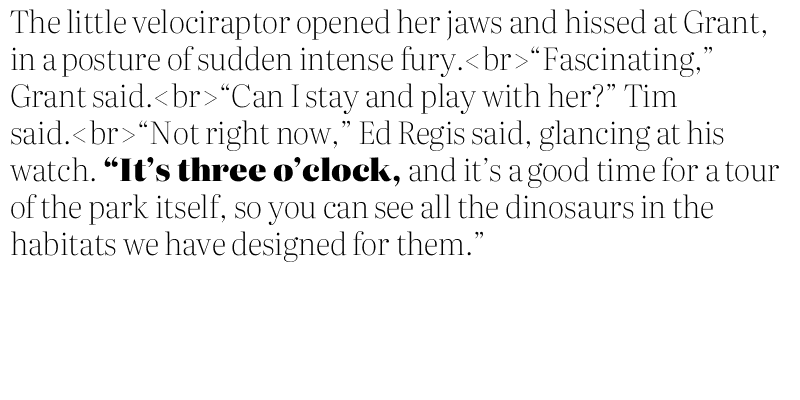 The little velociraptor opened her jaws and hissed at Grant,
in a posture of sudden intense fury.<br>“Fascinating,”
Grant said.<br>“Can I stay and play with her?” Tim
said.<br>“Not right now,” Ed Regis said, glancing at his
watch. “It’s three o’clock, and it’s a good time for a tour
of the park itself, so you can see all the dinosaurs in the
habitats we have designed for them.”